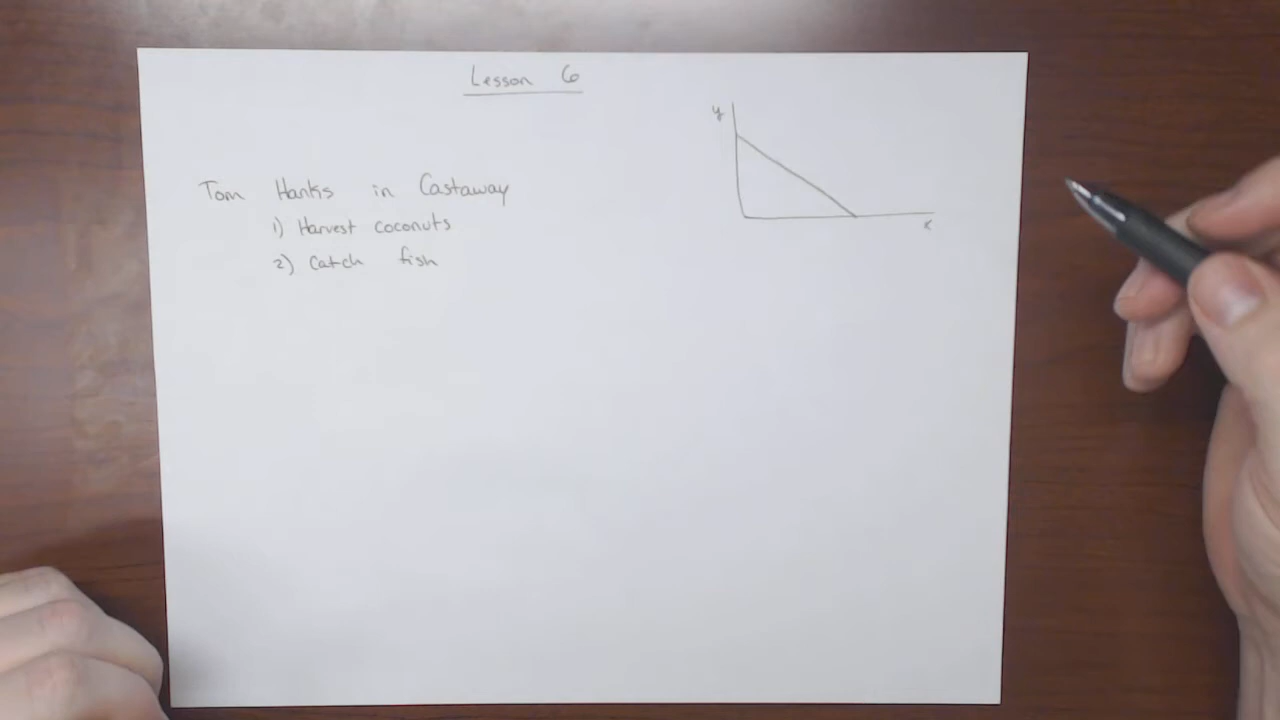 Lesson 6
y
Tom Hanks in Castaway
1) Harvest coconuts
2) Catch fish
x